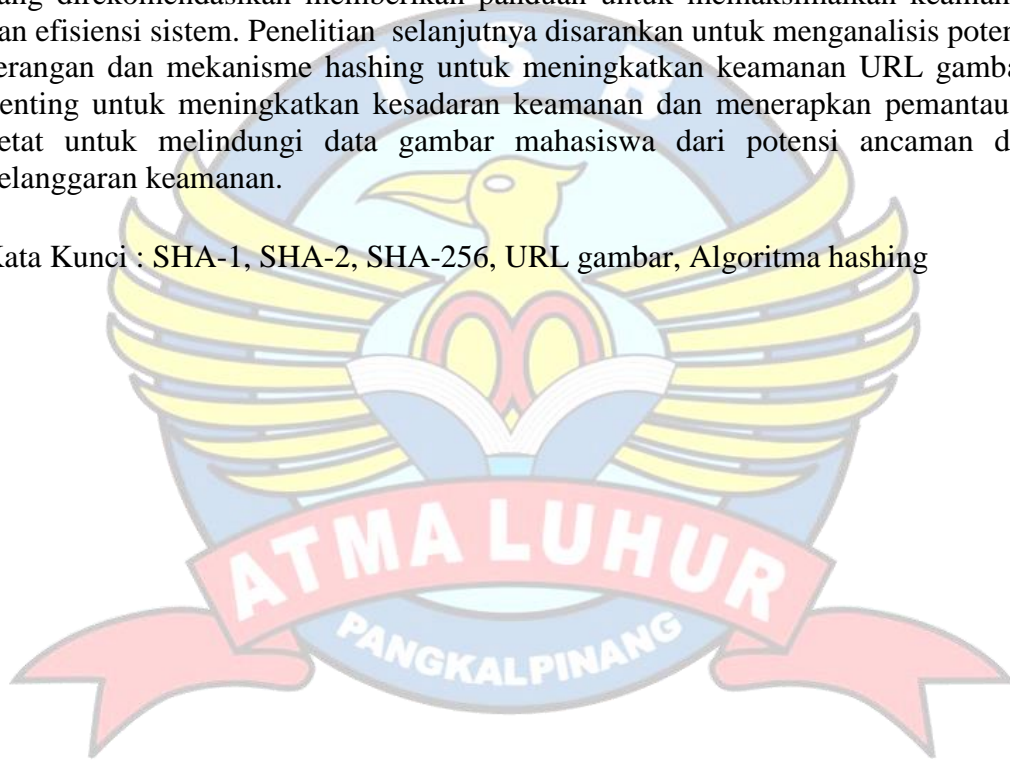 yang direkomendasikan memberikan panduan untuk memaksimalkan keaman
an efisiensi sistem. Penelitian selanjutnya disarankan untuk menganalisis poten
erangan dan mekanisme hashing untuk meningkatkan keamanan URL gamba
enting untuk meningkatkan kesadaran keamanan dan menerapkan pemantau
etat untuk melindungi data gambar mahasiswa dari potensi ancaman d
elanggaran keamanan.
Kata Kunci : SHA-1, SHA-2, SHA-256, URL gambar, Algoritma hashing
I S B
ATMA LUHUR
PANGKALPINANG